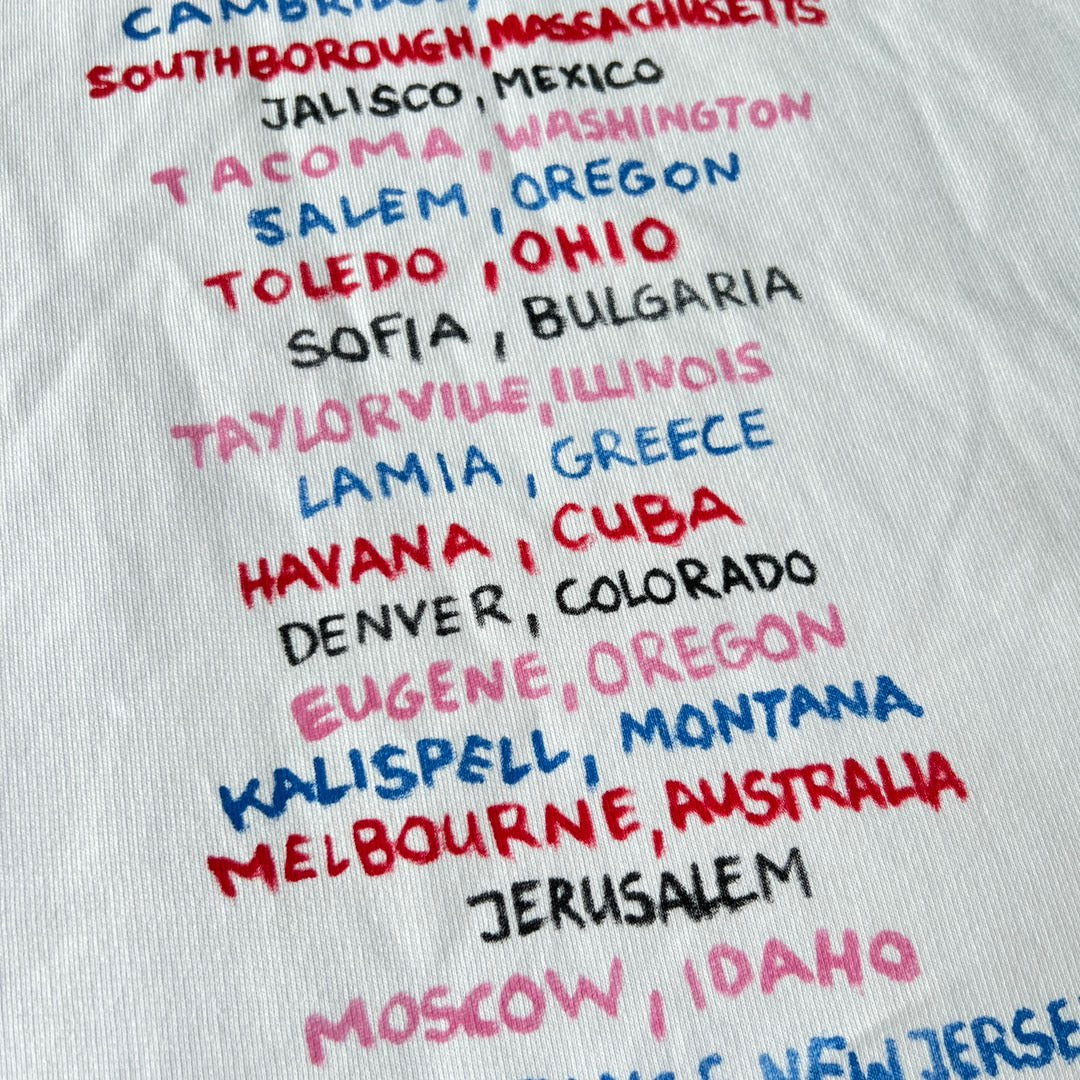 SOUTHBOROUGH, MASSACHUSETTS
JALISCO, MEXICO
TACOMA, WASHINGTON
SALEM, OREGON
TOLEDO, OHIO
SOFIA, BULGARIA
TAYLORVILLE, ILLINOIS
LAMIA, GREECE
HAVANA, CUBA
DENVER, COLORADO
EUGENE, OREGON
KALISPELL, MONTANA
MELBOURNE, AUSTRALIA
JERUSALEM
MOSCOW, IDAHO
NEW JERSE